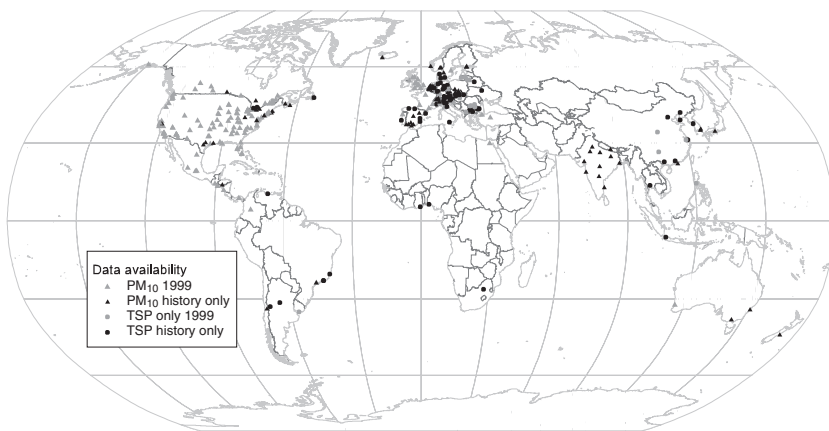 Data availability
PM10 1999
PM10 history only
TSP only 1999
TSP history only